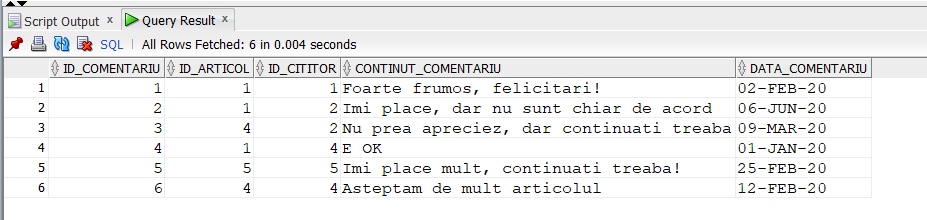 Script Output x Query Result x
SQL | All Rows Fetched: 6 in 0.004 seconds
ID_COMENTARIU ID_ARTICOL ID_CITITOR CONTINUT_COMENTARIU DATA_COMENTARIU
1 1 1 1 Foarte frumos, felicitari! 02-FEB-20
2 2 1 2 Imi place, dar nu sunt chiar de acord 06-JUN-20
3 3 4 2 Nu prea apreciez, dar continuati treaba 09-MAR-20
4 4 1 4 E OK 01-JAN-20
5 5 5 5 Imi place mult, continuati treaba! 25-FEB-20
6 6 4 4 Asteptam de mult articolul 12-FEB-20